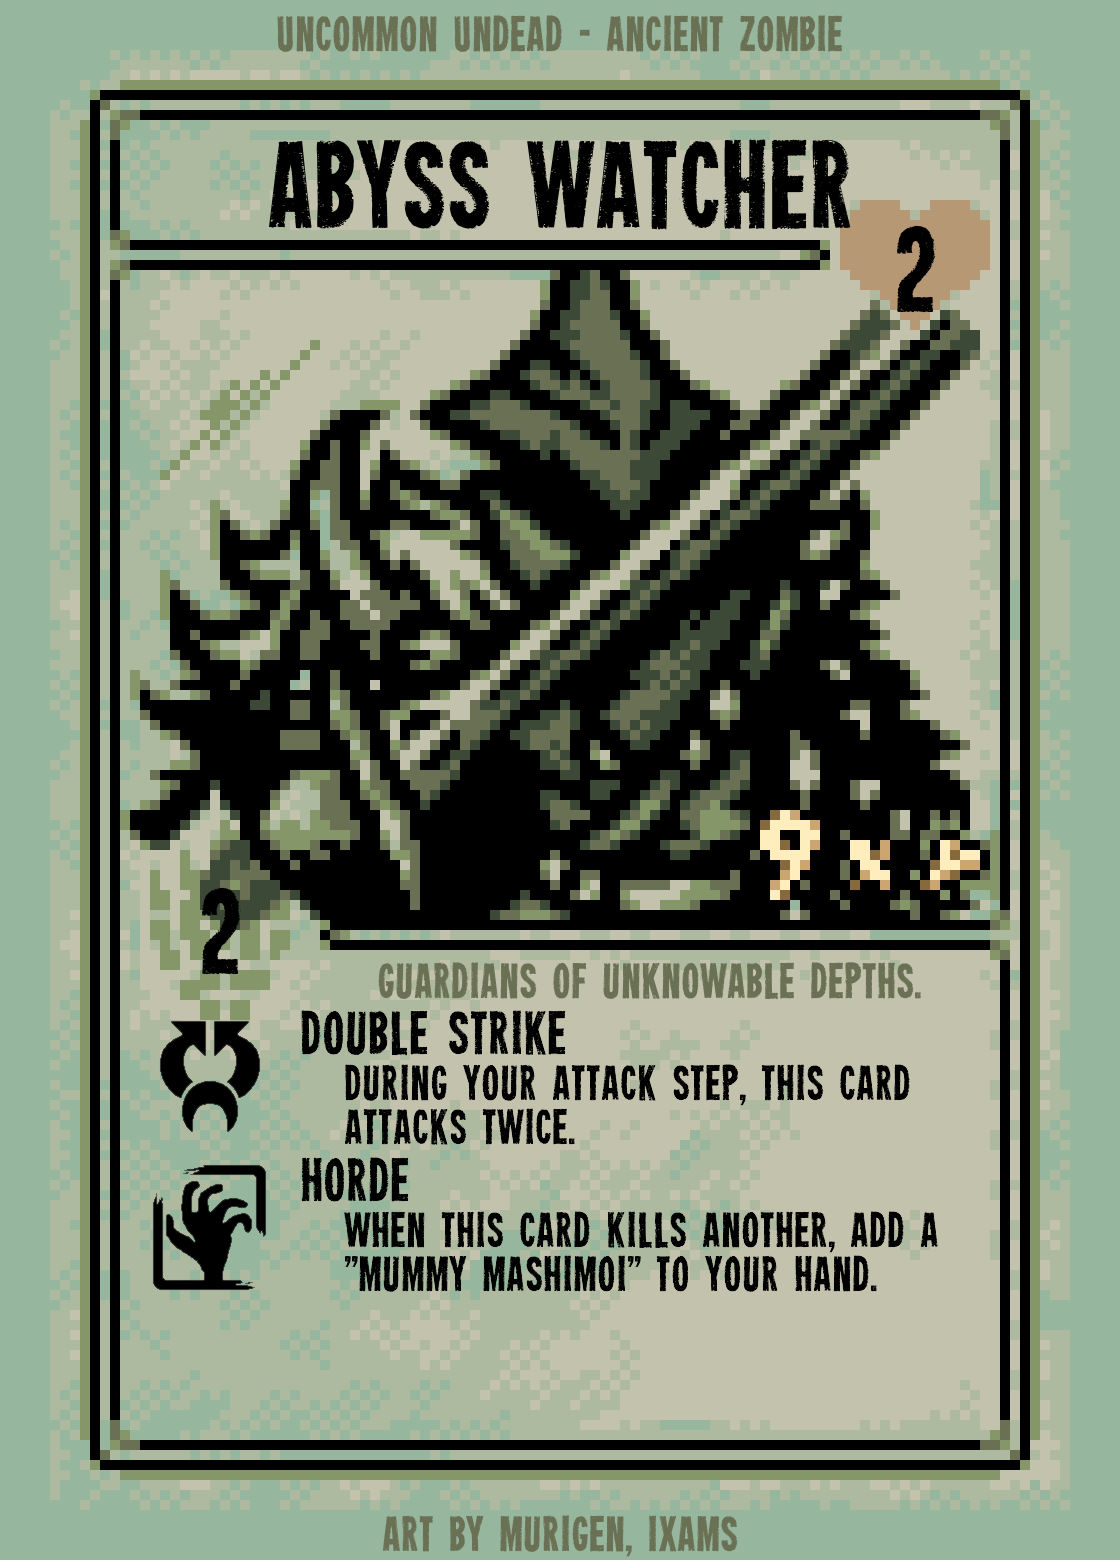 UNCOMMON UNDEAD - ANCIENT ZOMBIE
ABYSS WATCHER
2
2
GUARDIANS OF UNKNOWABLE DEPTHS.
DOUBLE STRIKE
DURING YOUR ATTACK STEP, THIS CARD
ATTACKS TWICE.
HORDE
WHEN THIS CARD KILLS ANOTHER, ADD A
"MUMMY MASHIMOI" TO YOUR HAND.
ART BY MURIGEN, IXAMS